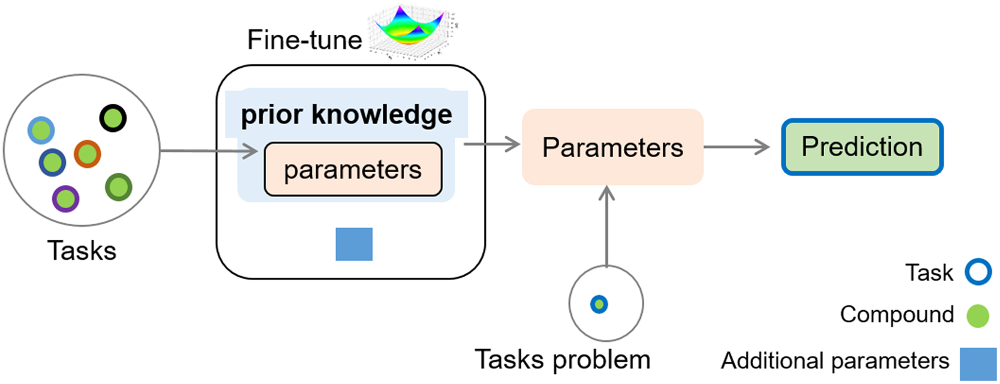 Fine-tune
prior knowledge
parameters
Tasks
Parameters
Prediction
Tasks problem
Task
Compound
Additional parameters